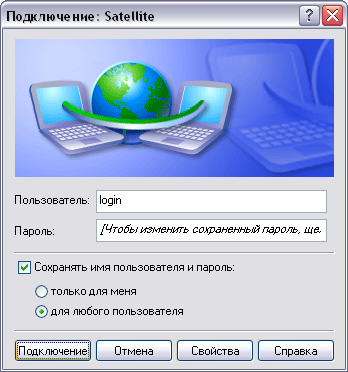 Подключение: Satellite
Пользователь: login
Пароль: [Чтобы изменить сохраненный пароль, ще.
Сохранять имя пользователя и пароль:
только для меня
для любого пользователя
Подключение Отмена Свойства Справка